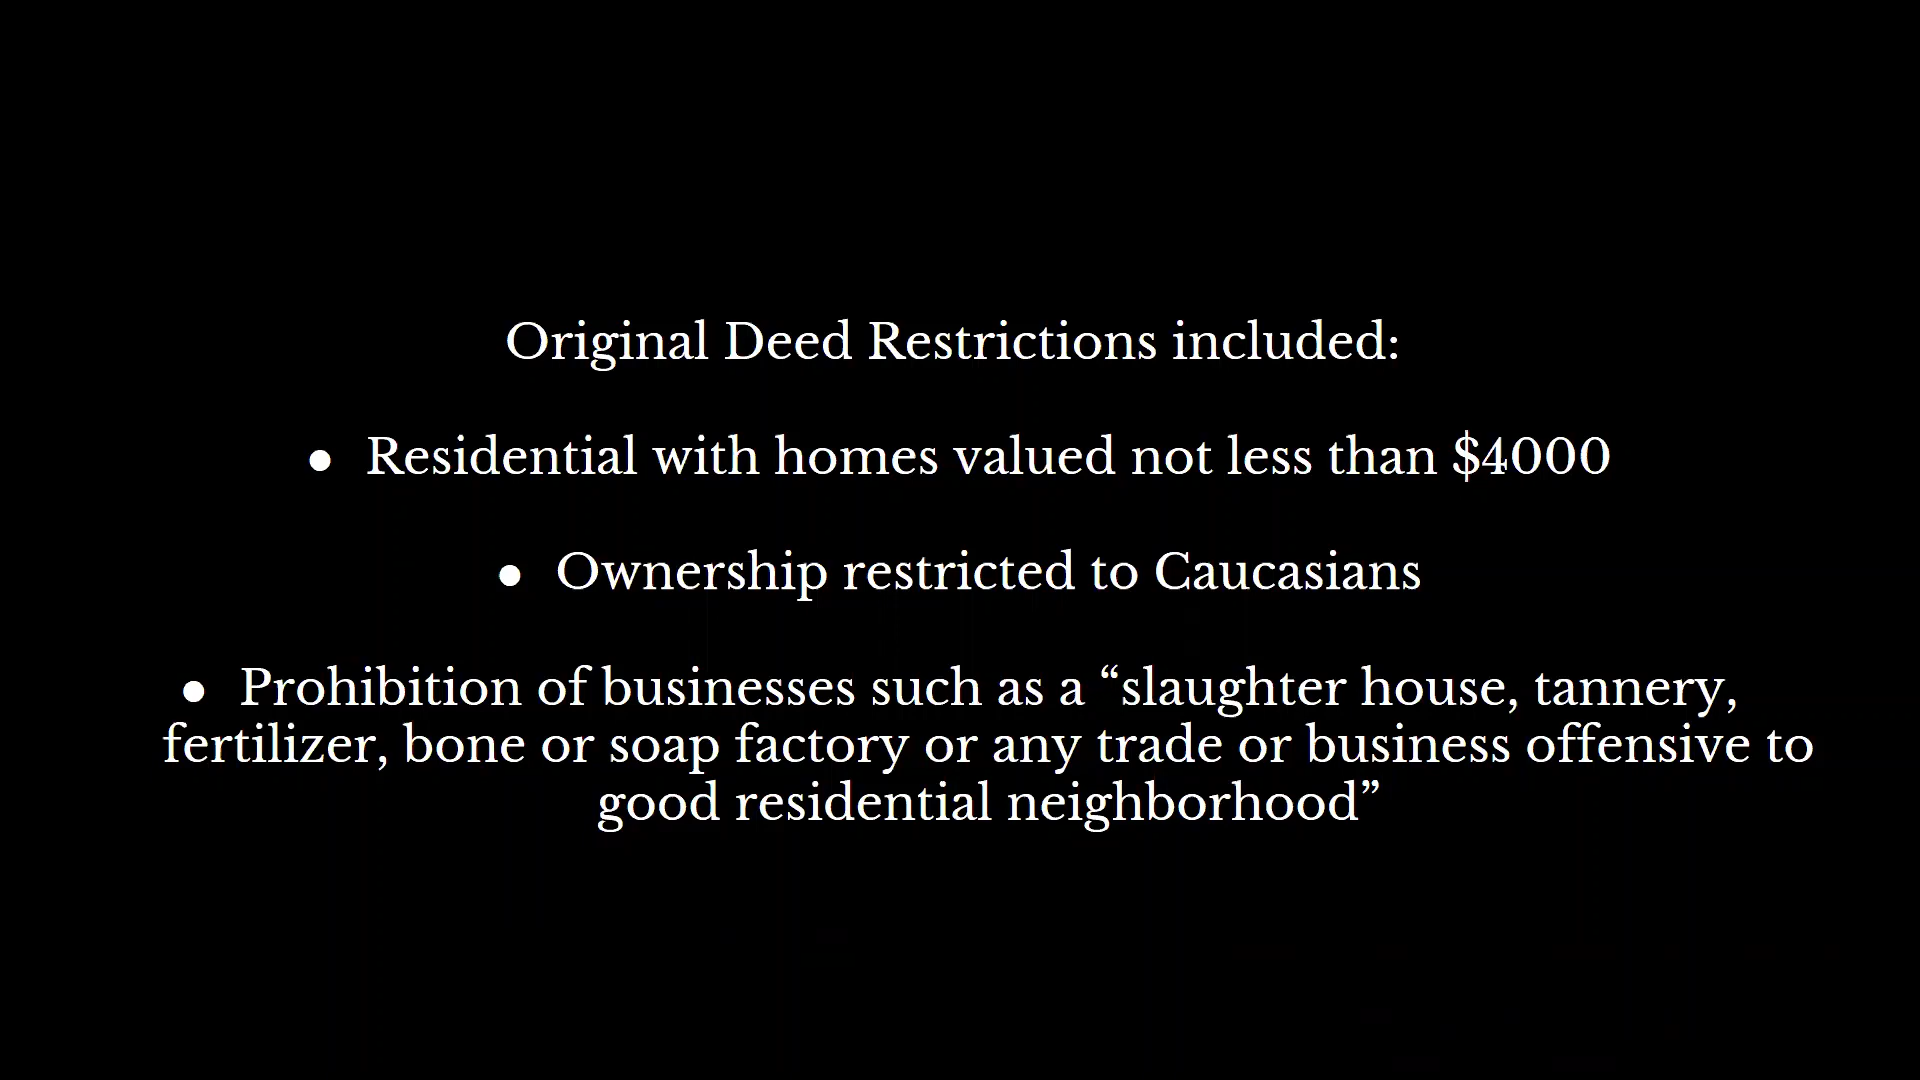 Original Deed Restrictions included:
● Residential with homes valued not less than $4000
● Ownership restricted to Caucasians
● Prohibition of businesses such as a “slaughter house, tannery,
fertilizer, bone or soap factory or any trade or business offensive to
good residential neighborhood”